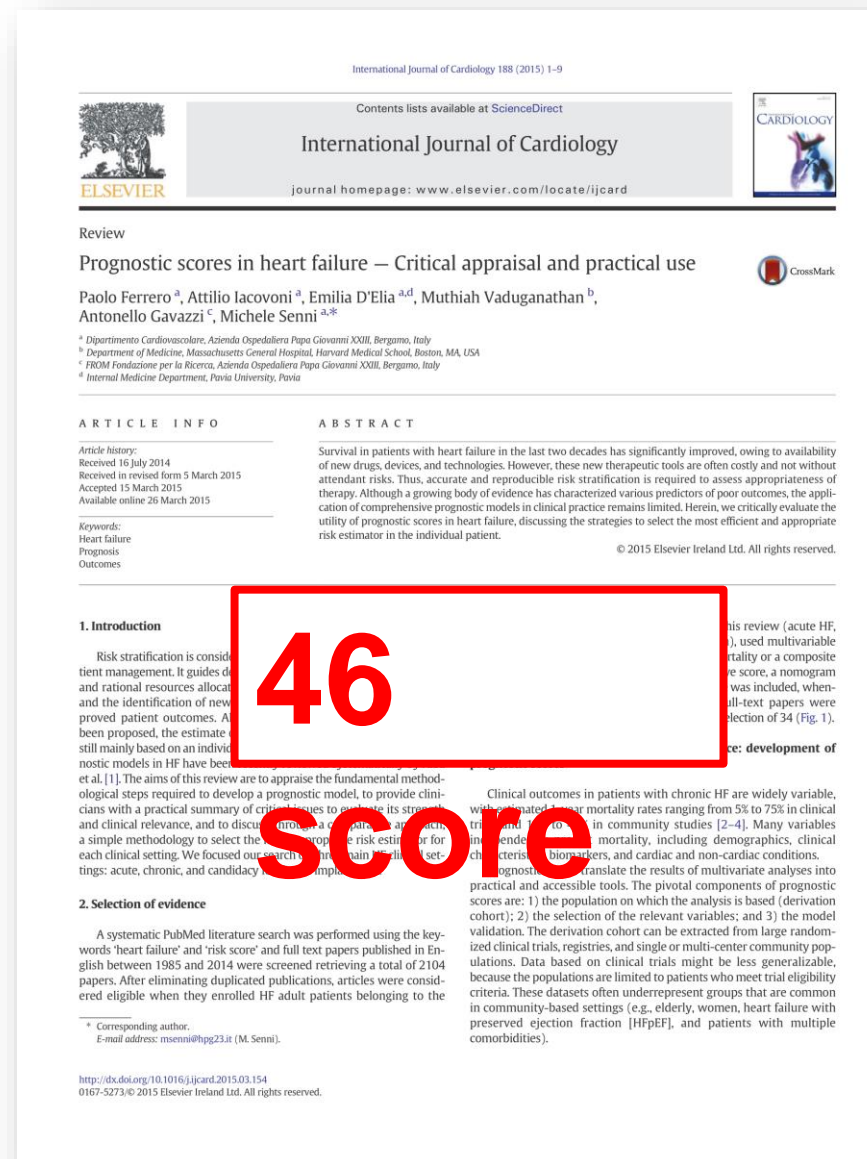 International Journal of Cardiology 188 (2015) 1–9
Contents lists available at ScienceDirect
International Journal of Cardiology
journal homepage: www.elsevier.com/locate/ijcard
ELSEVIER
CARDIOLOGY
Review
Prognostic scores in heart failure — Critical appraisal and practical use
CrossMark
Paolo Ferrero a, Attilio Iacovoni a, Emilia D'Elia a,d, Muthiah Vaduganathan b,
Antonello Gavazzi c, Michele Senni a,*
a Dipartimento Cardiovascolare, Azienda Ospedaliera Papa Giovanni XXIII, Bergamo, Italy
b Department of Medicine, Massachusetts General Hospital, Harvard Medical School, Boston, MA, USA
c FROM Fondazione per la Ricerca, Azienda Ospedaliera Papa Giovanni XXIII, Bergamo, Italy
d Internal Medicine Department, Pavia University, Pavia
ARTICLE INFO
Article history:
Received 16 July 2014
Received in revised form 5 March 2015
Accepted 15 March 2015
Available online 26 March 2015
Keywords:
Heart failure
Prognosis
Outcomes
ABSTRACT
Survival in patients with heart failure in the last two decades has significantly improved, owing to availability
of new drugs, devices, and technologies. However, these new therapeutic tools are often costly and not without
attendant risks. Thus, accurate and reproducible risk stratification is required to assess appropriateness of
therapy. Although a growing body of evidence has characterized various predictors of poor outcomes, the appli-
cation of comprehensive prognostic models in clinical practice remains limited. Herein, we critically evaluate the
utility of prognostic scores in heart failure, discussing the strategies to select the most efficient and appropriate
risk estimator in the individual patient.
© 2015 Elsevier Ireland Ltd. All rights reserved.
1. Introduction
Risk stratification is
tient management. It guides
and rational resources
and the identification of new
proved patient outcomes.
been proposed, the estimate
still mainly based on an
nostic models in HF have been
et al. [1]. The aims of this review are to appraise the fundamental method-
ological steps required to develop a prognostic model, to provide clini-
cians with a practical summary of critical issues to evaluate its strength
and clinical relevance, and to discuss, through a
a simple methodology to select the risk for
each clinical setting. We focused our set-
tings: acute, chronic, and candidacy
2. Selection of evidence
A systematic PubMed literature search was performed using the key-
words 'heart failure' and 'risk score' and full text papers published in En-
glish between 1985 and 2014 were screened retrieving a total of 2104
papers. After eliminating duplicated publications, articles were consid-
ered eligible when they enrolled HF adult patients belonging to the
* Corresponding author.
E-mail address: msenni@hpg23.it (M. Senni).
46
score
his review (acute HF,
), used multivariable
rtality or a composite
e score, a nomogram
was included, when-
ull-text papers were
election of 34 (Fig. 1).
ce: development of
Clinical outcomes in patients with chronic HF are widely variable,
with estimated 1-year mortality rates ranging from 5% to 75% in clinical
in community studies [2–4]. Many variables
mortality, including demographics, clinical
characteristics, biomarkers, and cardiac and non-cardiac conditions.
translate the results of multivariate analyses into
practical and accessible tools. The pivotal components of prognostic
scores are: 1) the population on which the analysis is based (derivation
cohort); 2) the selection of the relevant variables; and 3) the model
validation. The derivation cohort can be extracted from large random-
ized clinical trials, registries, and single or multi-center community pop-
ulations. Data based on clinical trials might be less generalizable,
because the populations are limited to patients who meet trial eligibility
criteria. These datasets often underrepresent groups that are common
in community-based settings (e.g., elderly, women, heart failure with
preserved ejection fraction [HFpEF], and patients with multiple
comorbidities).
http://dx.doi.org/10.1016/j.ijcard.2015.03.154
0167-5273/© 2015 Elsevier Ireland Ltd. All rights reserved.